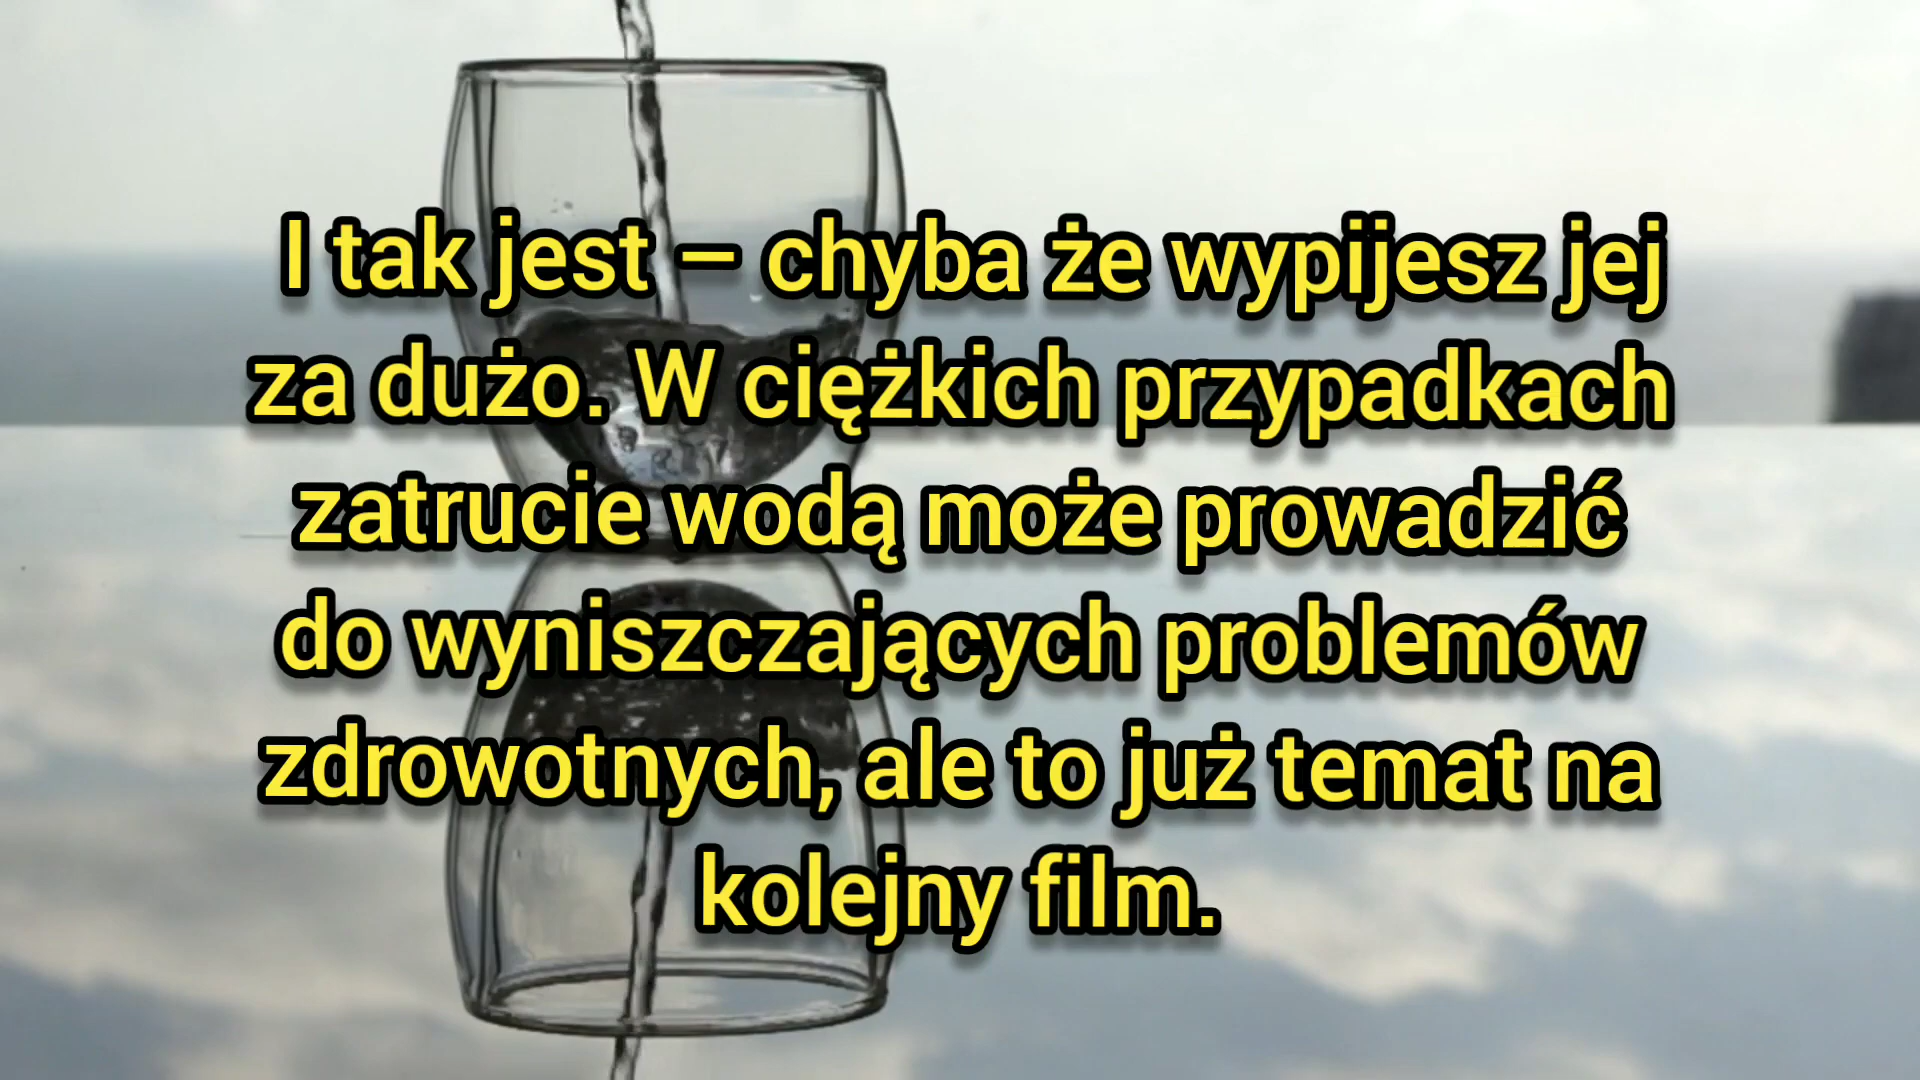 I tak jest – chyba że wypijesz jej
za dużo. W ciężkich przypadkach
zatrucie wodą może prowadzić
do wyniszczających problemów
zdrowotnych, ale to już temat na
kolejny film.